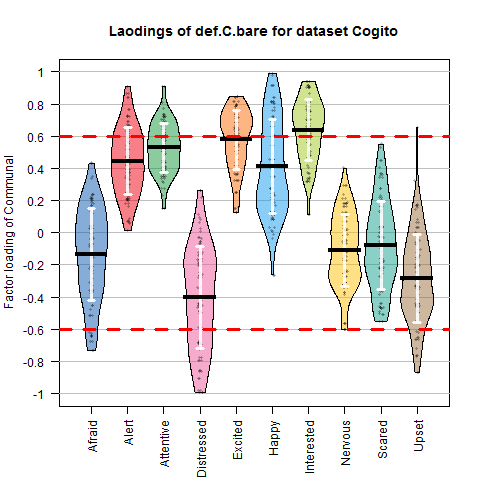 Laodings of def.C.bare for dataset Cogito
Factor loading of Communal
1
0.8
0.6
0.4
0.2
0
-0.2
-0.4
-0.6
-0.8
-1
Afraid
Alert
Attentive
Distressed
Excited
Happy
Interested
Nervous
Scared
Upset